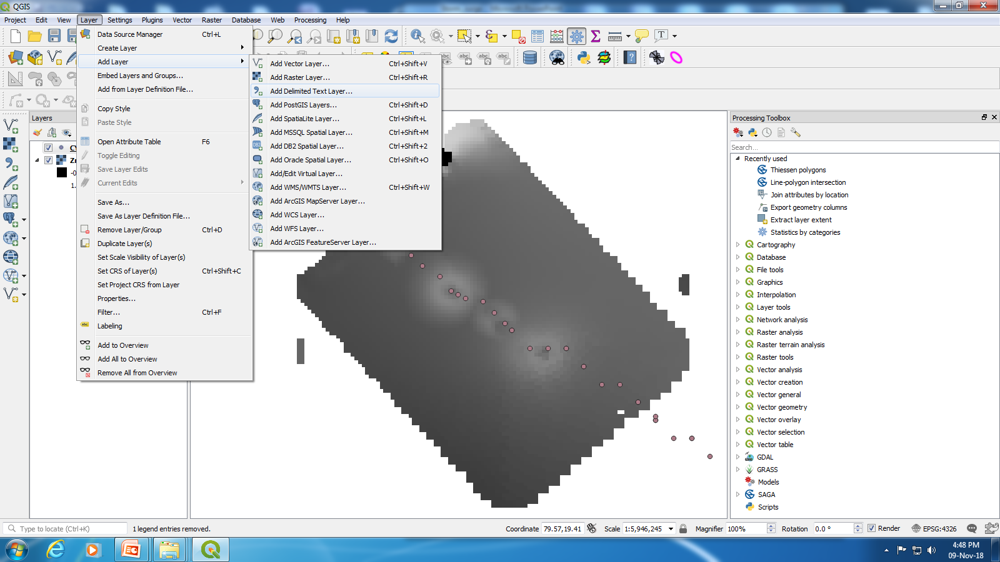 QGIS
Project Edit View Layer Settings Plugins Vector Raster Database Web Processing Help
Data Source Manager Ctrl+L
Create Layer
Add Layer
Embed Layers and Groups...
Add from Layer Definition File...
Copy Style
Paste Style
Open Attribute Table F6
Toggle Editing
Save Layer Edits
Current Edits
Save As...
Save As Layer Definition File...
Remove Layer/Group Ctrl+D
Duplicate Layer(s)
Set Scale Visibility of Layer(s)
Set CRS of Layer(s) Ctrl+Shift+C
Set Project CRS from Layer
Properties...
Filter... Ctrl+F
Labeling
Add to Overview
Add All to Overview
Remove All from Overview
Add Vector Layer... Ctrl+Shift+V
Add Raster Layer... Ctrl+Shift+R
Add Delimited Text Layer...
Add PostGIS Layers... Ctrl+Shift+D
Add SpatiaLite Layer... Ctrl+Shift+L
Add MSSQL Spatial Layer... Ctrl+Shift+M
Add DB2 Spatial Layer... Ctrl+Shift+2
Add Oracle Spatial Layer... Ctrl+Shift+O
Add/Edit Virtual Layer...
Add WMS/WMTS Layer... Ctrl+Shift+W
Add ArcGIS MapServer Layer...
Add WCS Layer...
Add WFS Layer...
Add ArcGIS FeatureServer Layer...
Layers
-0
1.
Processing Toolbox
Search...
Recently used
Thiessen polygons
Line-polygon intersection
Join attributes by location
Export geometry columns
Extract layer extent
Statistics by categories
Cartography
Database
File tools
Graphics
Interpolation
Layer tools
Network analysis
Raster analysis
Raster terrain analysis
Raster tools
Vector analysis
Vector creation
Vector general
Vector geometry
Vector overlay
Vector selection
Vector table
GDAL
GRASS
Models
SAGA
Scripts
Type to locate (Ctrl+K) 1 legend entries removed. Coordinate 79.57,19.41 Scale 1:5,946,245 Magnifier 100% Rotation 0.0 ° Render EPSG:4326
4:48 PM
09-Nov-18